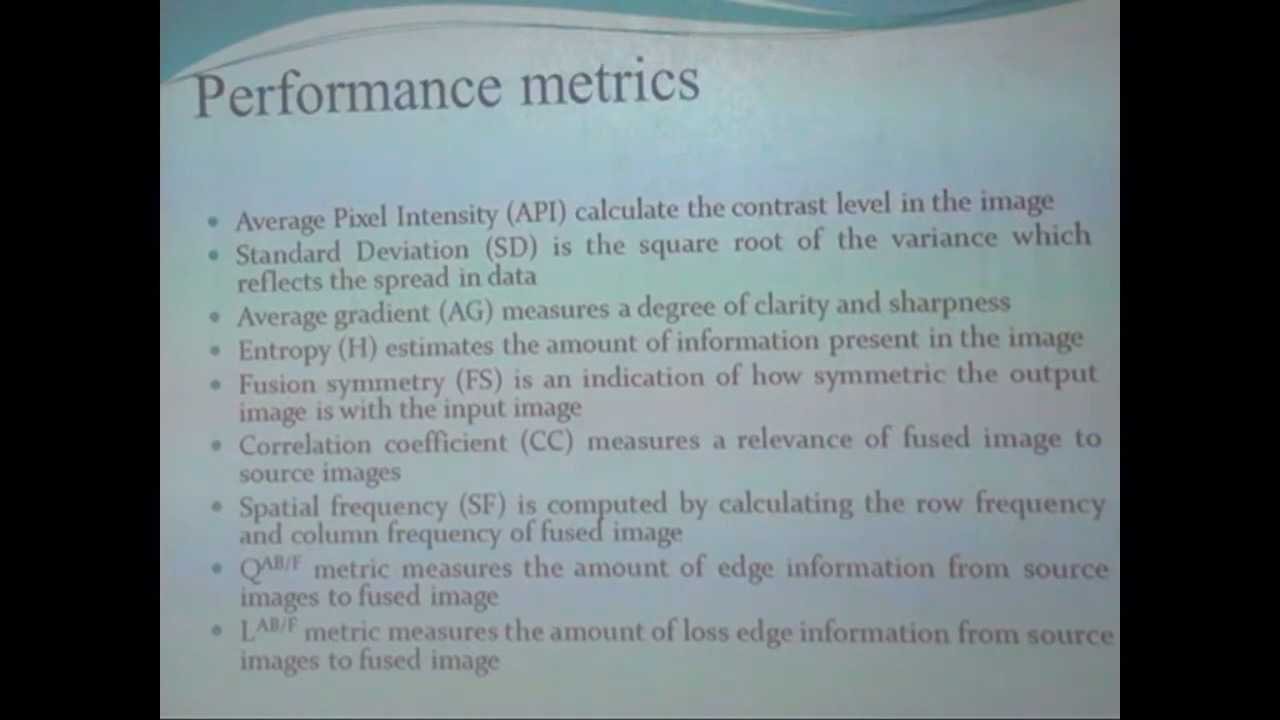 Performance metrics
• Average Pixel Intensity (API) calculate the contrast level in the image
• Standard Deviation (SD) is the square root of the variance which
reflects the spread in data
• Average gradient (AG) measures a degree of clarity and sharpness
• Entropy (H) estimates the amount of information present in the image
• Fusion symmetry (FS) is an indication of how symmetric the output
image is with the input image
• Correlation coefficient (CC) measures a relevance of fused image to
source images
• Spatial frequency (SF) is computed by calculating the row frequency
and column frequency of fused image
• Q^AB/F metric measures the amount of edge information from source
images to fused image
• L^AB/F metric measures the amount of loss edge information from source
images to fused image